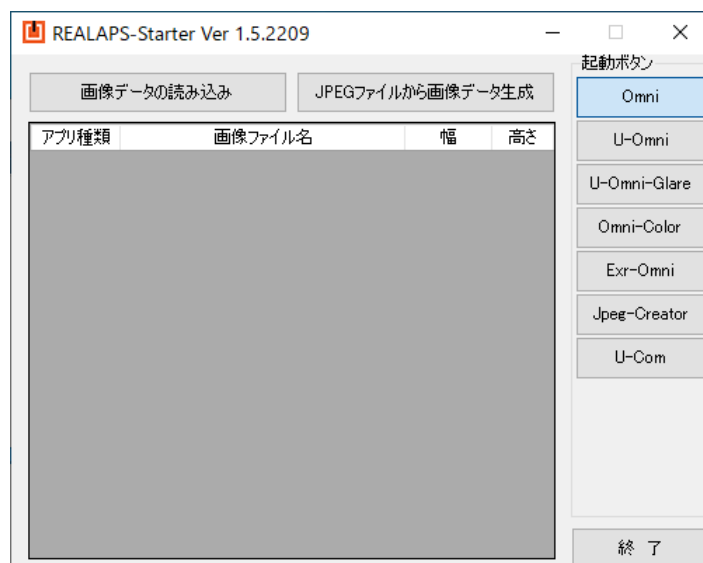 REALAPS-Starter Ver 1.5.2209
起動ボタン
画像データの読み込み
JPEGファイルから画像データ生成
アプリ種類
画像ファイル名
幅
高さ
Omni
U-Omni
U-Omni-Glare
Omni-Color
Exr-Omni
Jpeg-Creator
U-Com
終 了